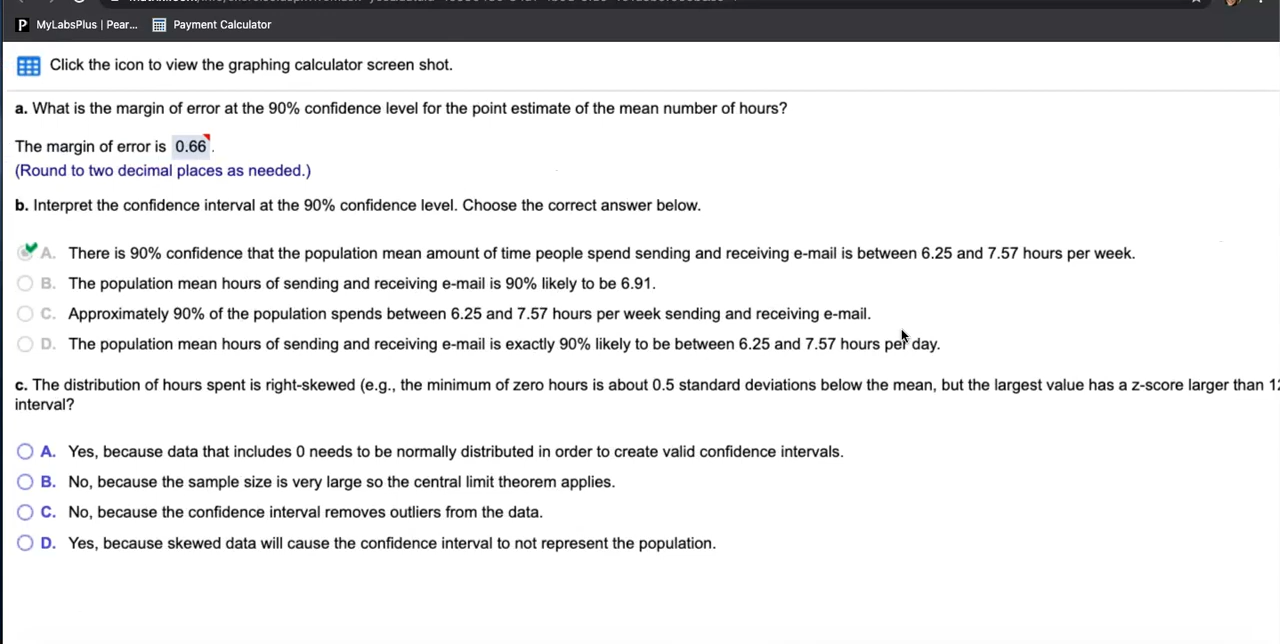 MyLabsPlus | Pear... Payment Calculator
Click the icon to view the graphing calculator screen shot.
a. What is the margin of error at the 90% confidence level for the point estimate of the mean number of hours?
The margin of error is 0.66 .
(Round to two decimal places as needed.)
b. Interpret the confidence interval at the 90% confidence level. Choose the correct answer below.
A. There is 90% confidence that the population mean amount of time people spend sending and receiving e-mail is between 6.25 and 7.57 hours per week.
B. The population mean hours of sending and receiving e-mail is 90% likely to be 6.91.
C. Approximately 90% of the population spends between 6.25 and 7.57 hours per week sending and receiving e-mail.
D. The population mean hours of sending and receiving e-mail is exactly 90% likely to be between 6.25 and 7.57 hours per day.
c. The distribution of hours spent is right-skewed (e.g., the minimum of zero hours is about 0.5 standard deviations below the mean, but the largest value has a z-score larger than
interval?
A. Yes, because data that includes 0 needs to be normally distributed in order to create valid confidence intervals.
B. No, because the sample size is very large so the central limit theorem applies.
C. No, because the confidence interval removes outliers from the data.
D. Yes, because skewed data will cause the confidence interval to not represent the population.